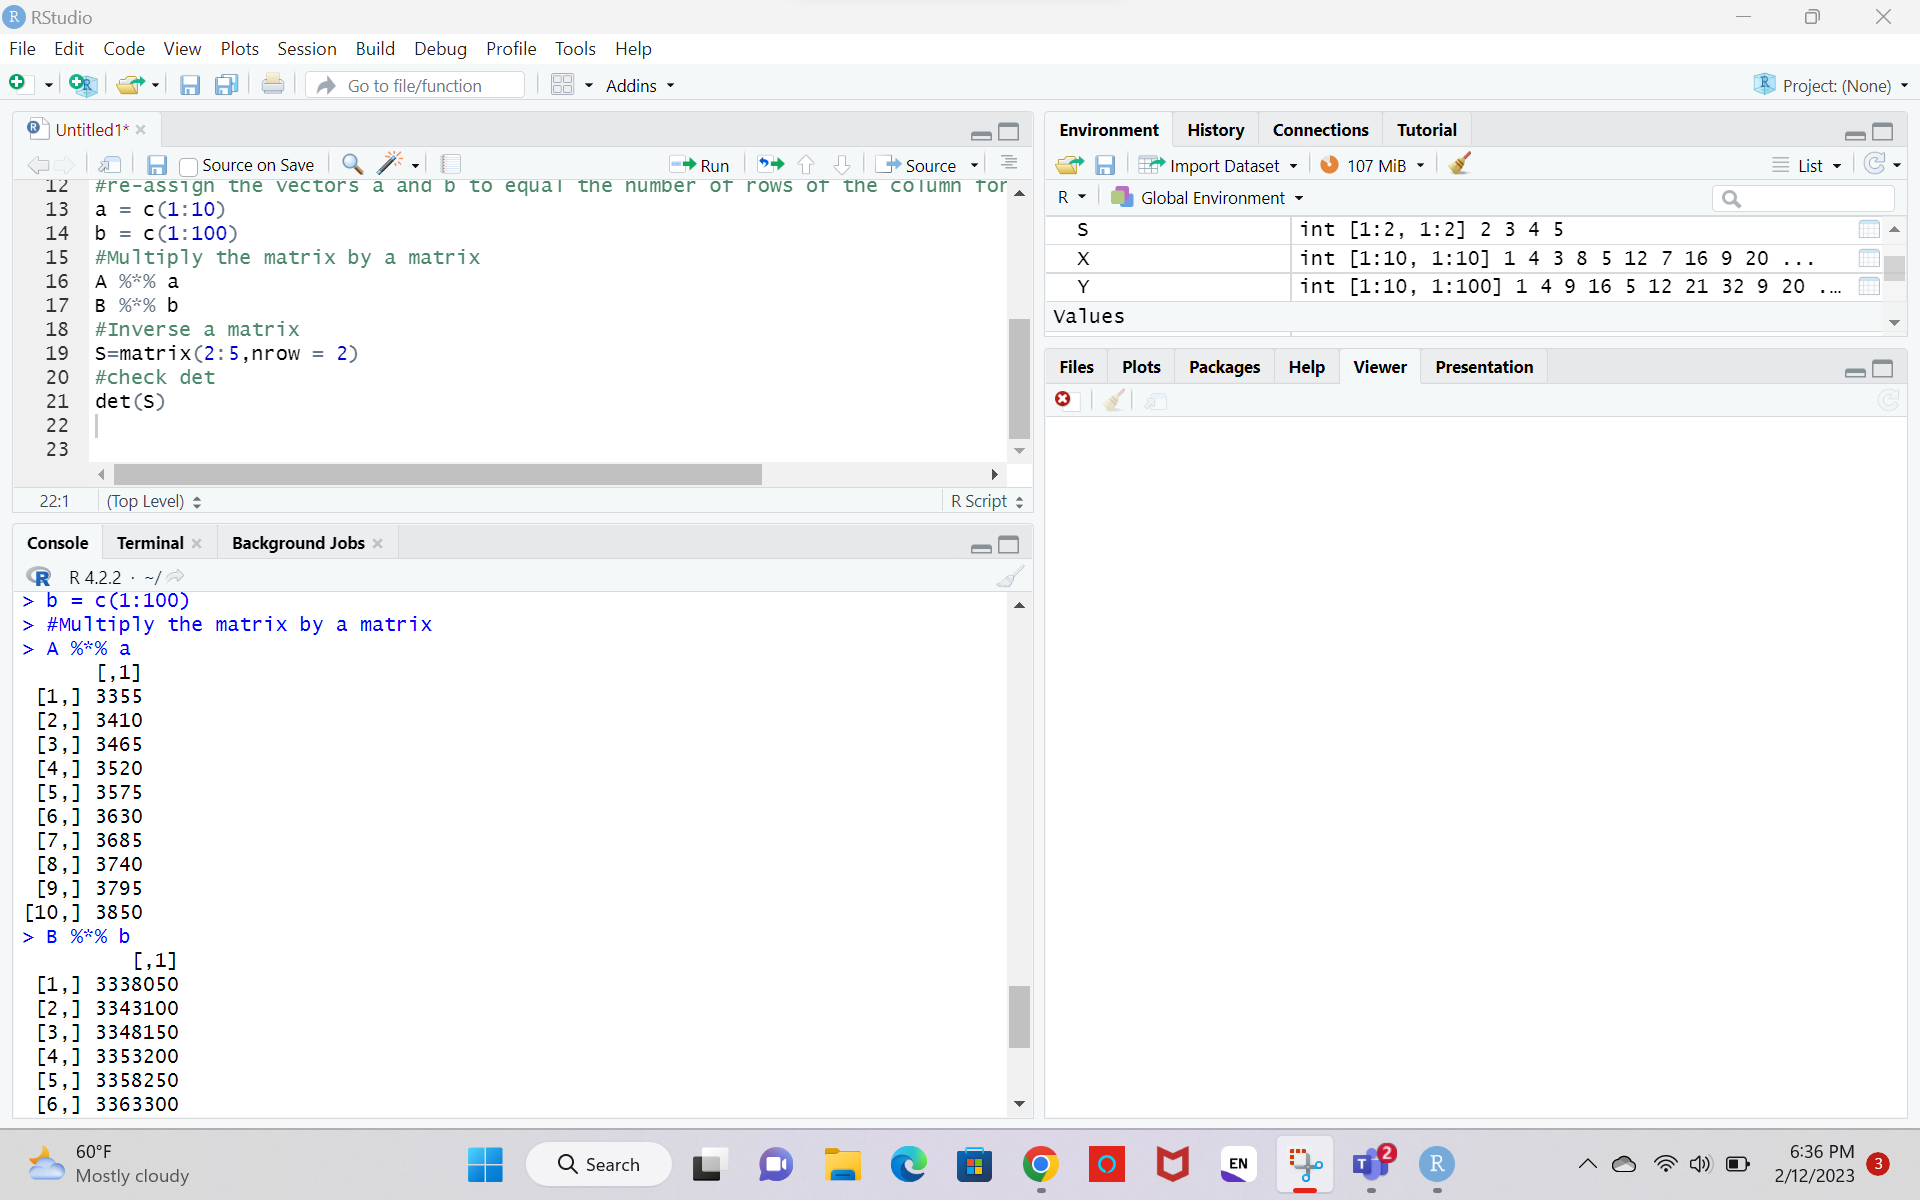 RStudio
File Edit Code View Plots Session Build Debug Profile Tools Help
Go to file/function Addins Project: (None)
Untitled1*
Source on Save Run Source
12 #re-assign the vectors a and b to equal the number of rows of the column for
13 a = c(1:10)
14 b = c(1:100)
15 #Multiply the matrix by a matrix
16 A %*% a
17 B %*% b
18 #Inverse a matrix
19 S=matrix(2:5,nrow = 2)
20 #check det
21 det(S)
22
23
22:1 (Top Level) R Script
Console Terminal Background Jobs
R 4.2.2 · ~/
> b = c(1:100)
> #Multiply the matrix by a matrix
> A %*% a
[,1]
[1,] 3355
[2,] 3410
[3,] 3465
[4,] 3520
[5,] 3575
[6,] 3630
[7,] 3685
[8,] 3740
[9,] 3795
[10,] 3850
> B %*% b
[,1]
[1,] 3338050
[2,] 3343100
[3,] 3348150
[4,] 3353200
[5,] 3358250
[6,] 3363300
Environment History Connections Tutorial
Import Dataset 107 MiB List
R Global Environment
S int [1:2, 1:2] 2 3 4 5
X int [1:10, 1:10] 1 4 3 8 5 12 7 16 9 20 ...
Y int [1:10, 1:100] 1 4 9 16 5 12 21 32 9 20 ...
Values
Files Plots Packages Help Viewer Presentation
60°F
Mostly cloudy
Search
EN
2
R
6:36 PM
2/12/2023
3